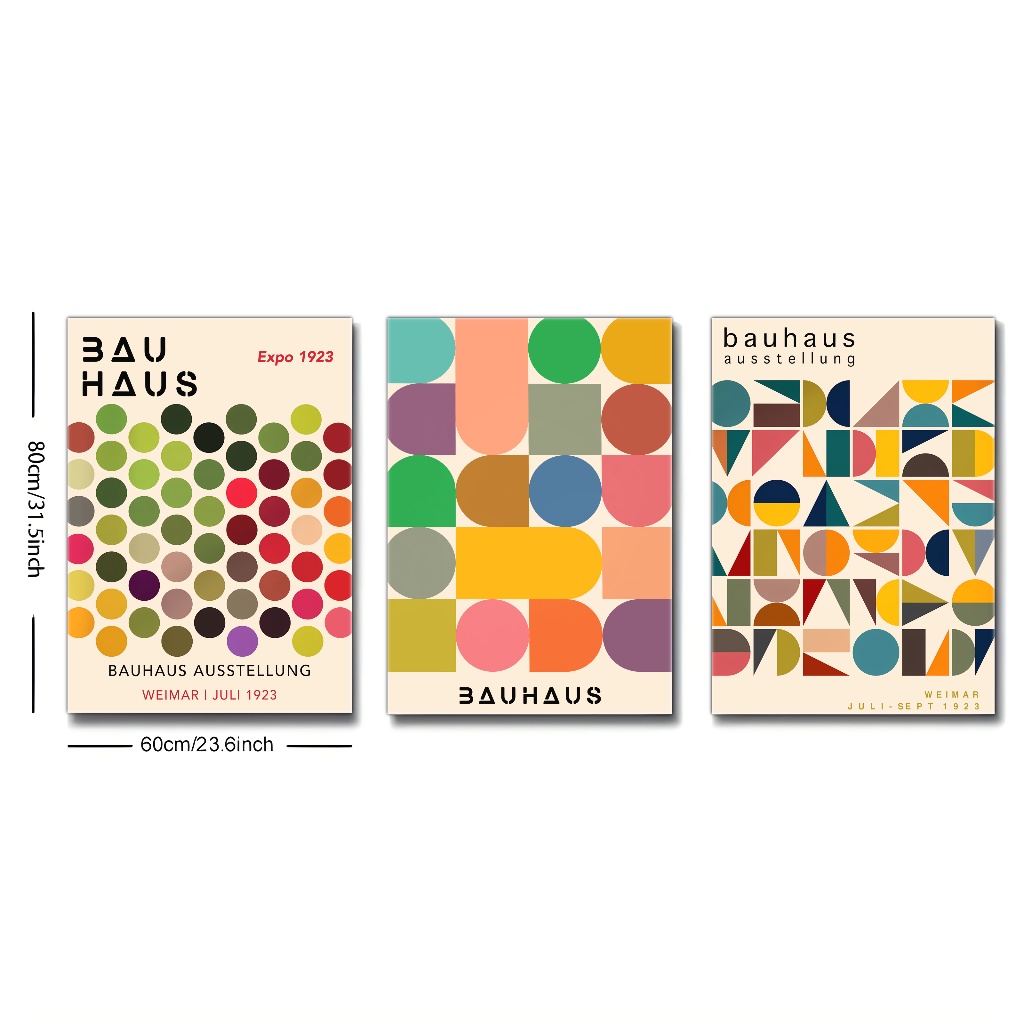 80cm/31.5inch
BAU
HAUS
Expo 1923
BAUHAUS AUSSTELLUNG
WEIMAR | JULI 1923
60cm/23.6inch
BAUHAUS
bauhaus
ausstellung
WEIMAR
JULI-SEPT 1923